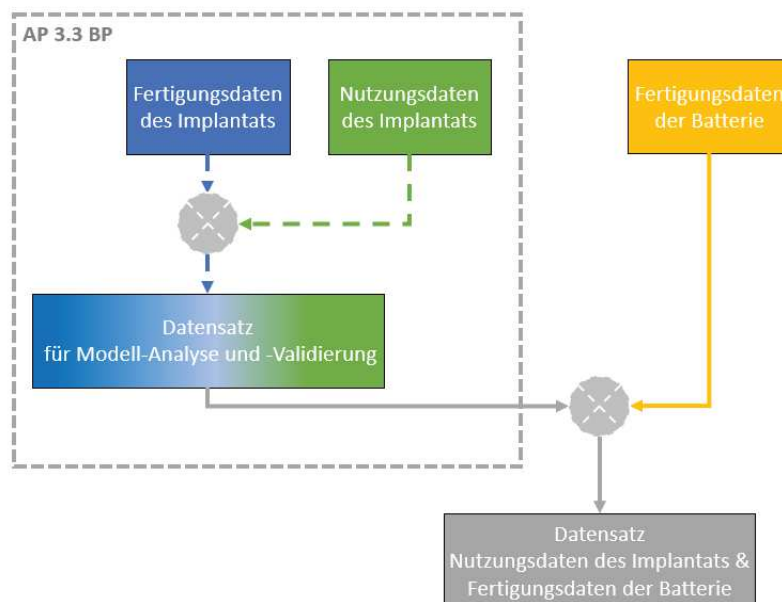 AP 3.3 BP
Fertigungsdaten
des Implantats
Nutzungsdaten
des Implantats
Fertigungsdaten
der Batterie
Datensatz
für Modell-Analyse und -Validierung
Datensatz
Nutzungsdaten des Implantats &
Fertigungsdaten der Batterie